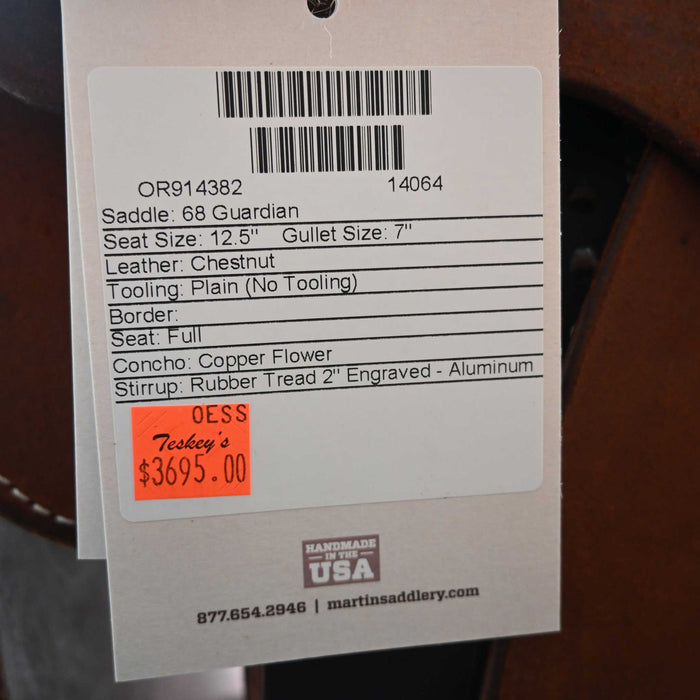 OR914382 14064
Saddle: 68 Guardian
Seat Size: 12.5" Gullet Size: 7"
Leather: Chestnut
Tooling: Plain (No Tooling)
Border:
Seat: Full
Concho: Copper Flower
Stirrup: Rubber Tread 2" Engraved - Aluminum
OESS
Teskey's
$3695.00
HANDMADE
IN THE
USA
877.654.2946 | martinsaddlery.com